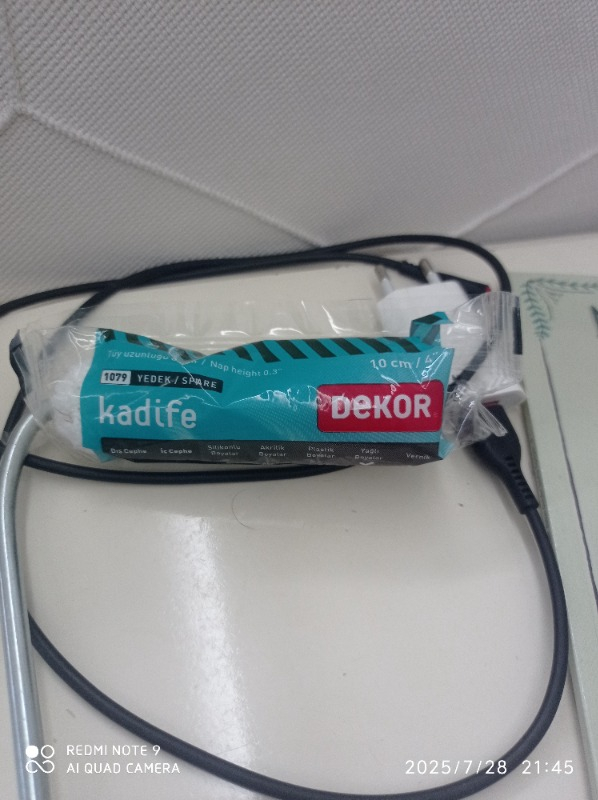 Tüy uzunluğu / Nap height 0.3"
10 cm / 4"
1079 YEDEK / SPARE
kadife
DEKOR
Dış Cephe İç Cephe Silikonlu Boyalar Akrilik Boyalar Plastik Boyalar Yağlı Boyalar Vernik
REDMI NOTE 9
AI QUAD CAMERA
2025/7/28 21:45